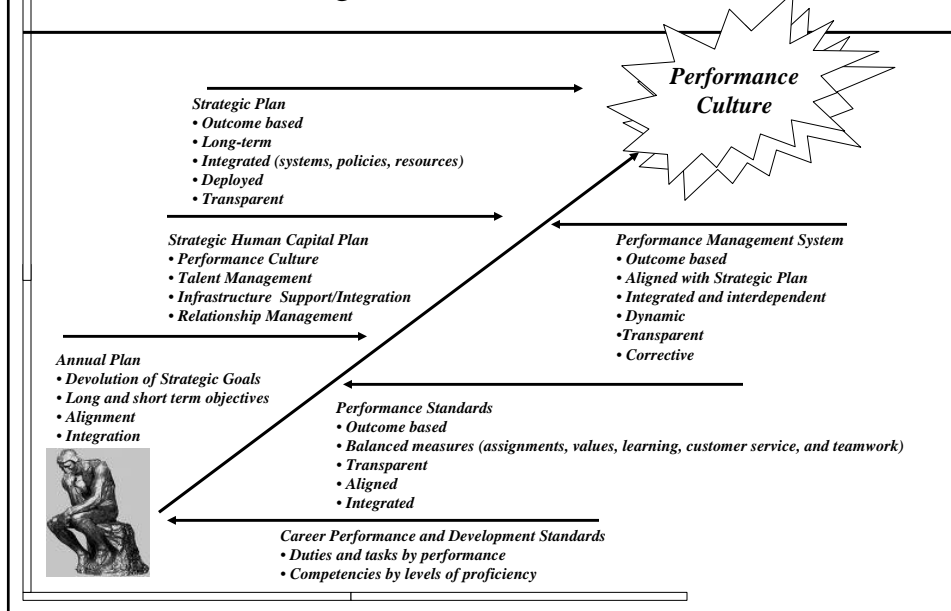 Performance
Culture
Strategic Plan
• Outcome based
• Long-term
• Integrated (systems, policies, resources)
• Deployed
• Transparent
Strategic Human Capital Plan
• Performance Culture
• Talent Management
• Infrastructure Support/Integration
• Relationship Management
Performance Management System
• Outcome based
• Aligned with Strategic Plan
• Integrated and interdependent
• Dynamic
•Transparent
• Corrective
Annual Plan
• Devolution of Strategic Goals
• Long and short term objectives
• Alignment
• Integration
Performance Standards
• Outcome based
• Balanced measures (assignments, values, learning, customer service, and teamwork)
• Transparent
• Aligned
• Integrated
Career Performance and Development Standards
• Duties and tasks by performance
• Competencies by levels of proficiency